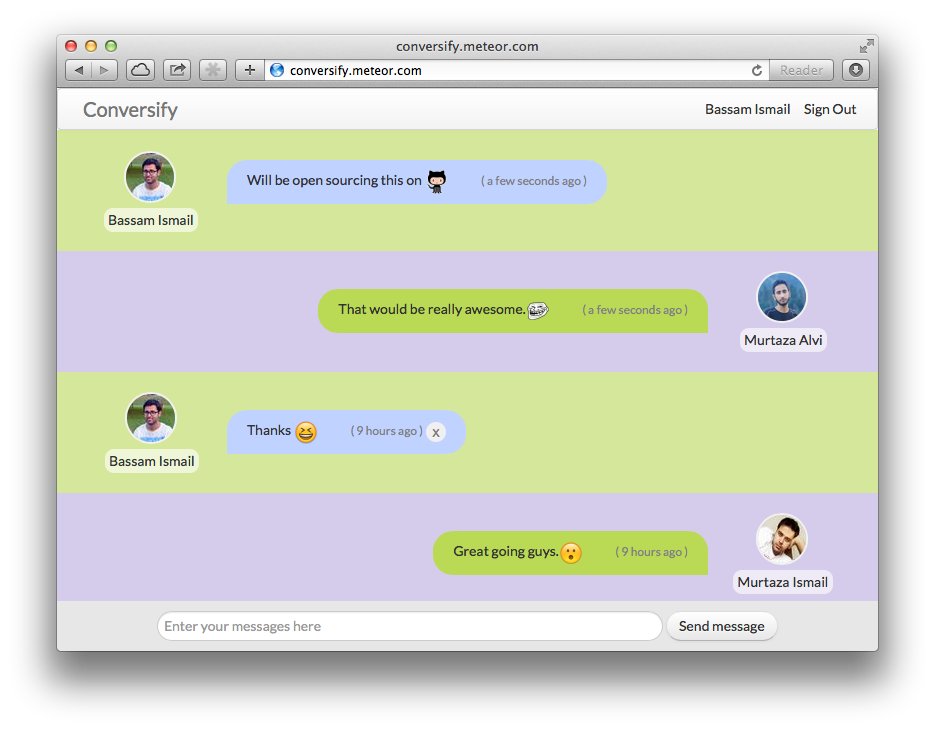 conversify.meteor.com
conversify.meteor.com
Reader
Conversify
Bassam Ismail Sign Out
Will be open sourcing this on ( a few seconds ago )
Bassam Ismail
That would be really awesome. ( a few seconds ago )
Murtaza Alvi
Thanks ( 9 hours ago ) x
Bassam Ismail
Great going guys. ( 9 hours ago )
Murtaza Ismail
Enter your messages here Send message